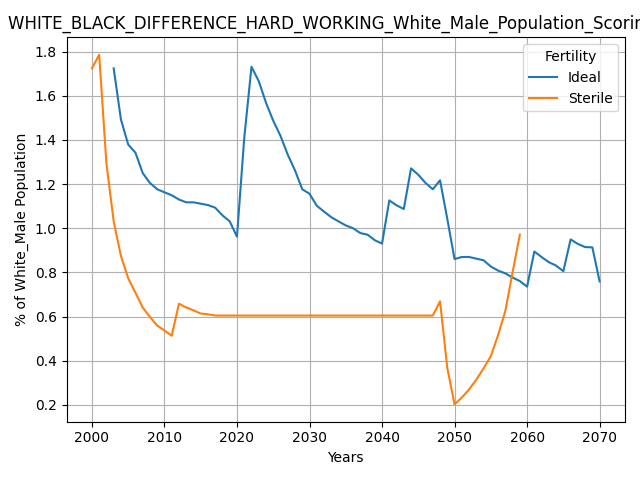 WHITE_BLACK_DIFFERENCE_HARD_WORKING_White_Male_Population_Scorin
Fertility
Ideal
Sterile
% of White_Male Population
1.8
1.6
1.4
1.2
1.0
0.8
0.6
0.4
0.2
2000 2010 2020 2030 2040 2050 2060 2070
Years